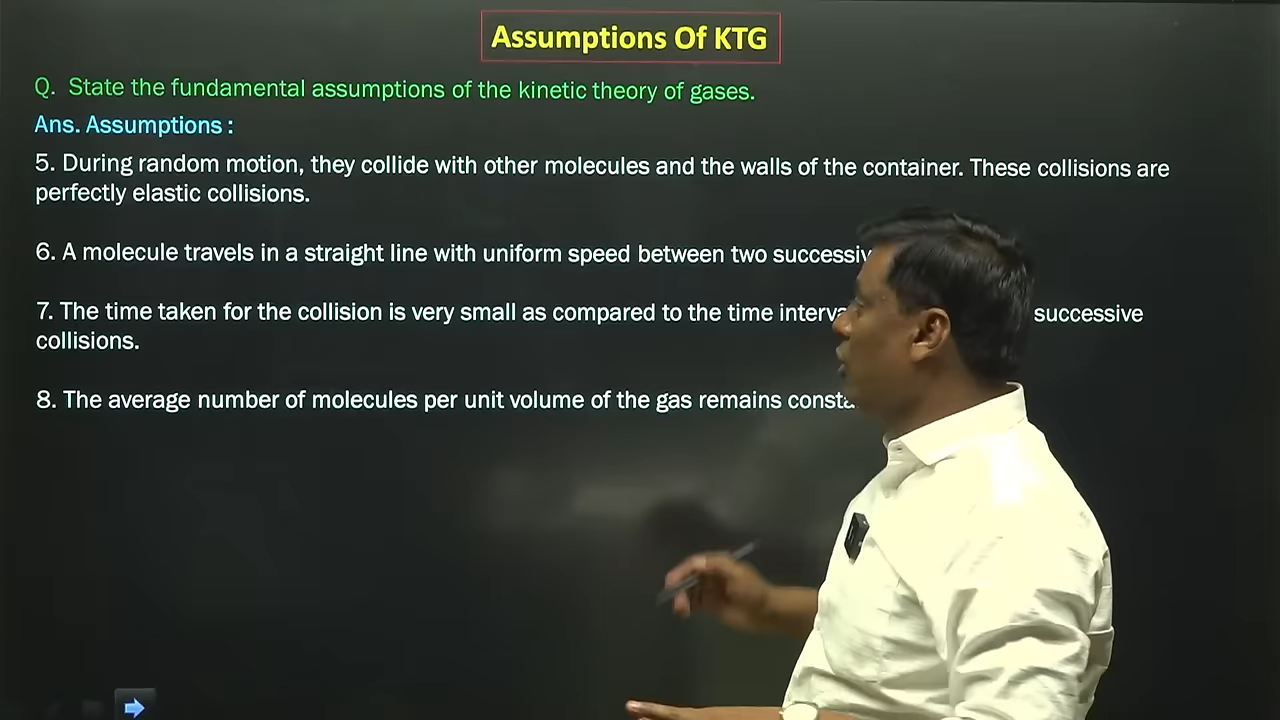 Assumptions Of KTG
Q. State the fundamental assumptions of the kinetic theory of gases.
Ans. Assumptions :
5. During random motion, they collide with other molecules and the walls of the container. These collisions are
perfectly elastic collisions.
6. A molecule travels in a straight line with uniform speed between two
7. The time taken for the collision is very small as compared to the time successive
collisions.
8. The average number of molecules per unit volume of the gas remains